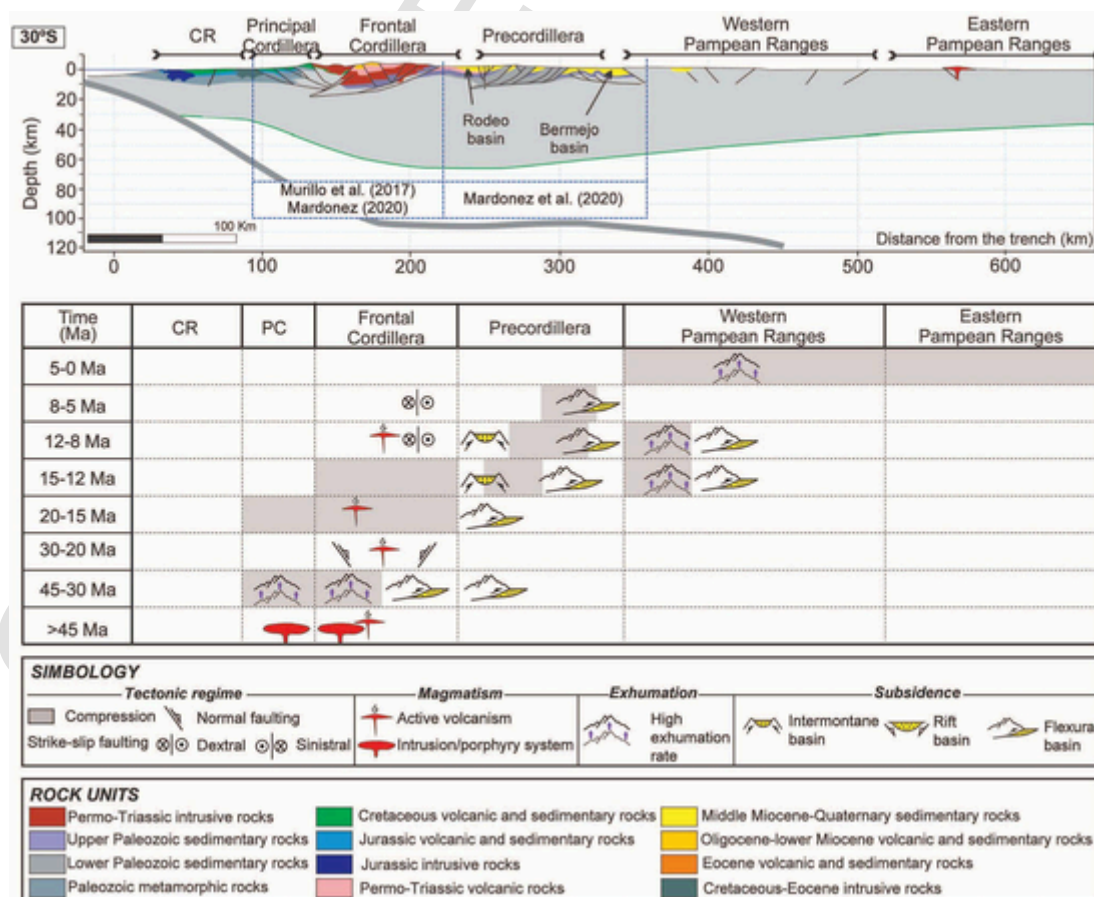 30ºS
CR
Principal Cordillera
Frontal Cordillera
Precordillera
Western Pampean Ranges
Eastern Pampean Ranges
0
20
40
60
80
100
120
Depth (km)
Rodeo basin
Bermejo basin
Murillo et al. (2017)
Mardonez (2020)
Mardonez et al. (2020)
100 Km
Distance from the trench (km)
0 100 200 300 400 500 600
Time (Ma) CR PC Frontal Cordillera Precordillera Western Pampean Ranges Eastern Pampean Ranges
5-0 Ma
8-5 Ma
12-8 Ma
15-12 Ma
20-15 Ma
30-20 Ma
45-30 Ma
>45 Ma
SIMBOLOGY
Tectonic regime
Compression Normal faulting
Strike-slip faulting Dextral Sinistral
Magmatism
Active volcanism
Intrusion/porphyry system
Exhumation
High exhumation rate
Subsidence
Intermontane basin
Rift basin
Flexura basin
ROCK UNITS
Permo-Triassic intrusive rocks
Upper Paleozoic sedimentary rocks
Lower Paleozoic sedimentary rocks
Paleozoic metamorphic rocks
Cretaceous volcanic and sedimentary rocks
Jurassic volcanic and sedimentary rocks
Jurassic intrusive rocks
Permo-Triassic volcanic rocks
Middle Miocene-Quaternary sedimentary rocks
Oligocene-lower Miocene volcanic and sedimentary rocks
Eocene volcanic and sedimentary rocks
Cretaceous-Eocene intrusive rocks